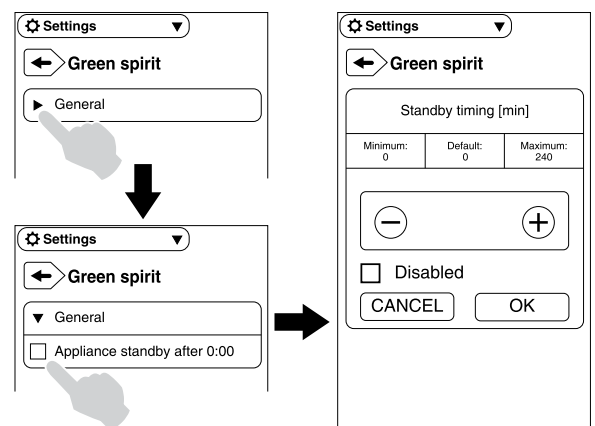 Settings
Green spirit
General
Settings
Green spirit
General
Appliance standby after 0:00
Settings
Green spirit
Standby timing [min]
Minimum:
0
Default:
0
Maximum:
240
Disabled
CANCEL
OK